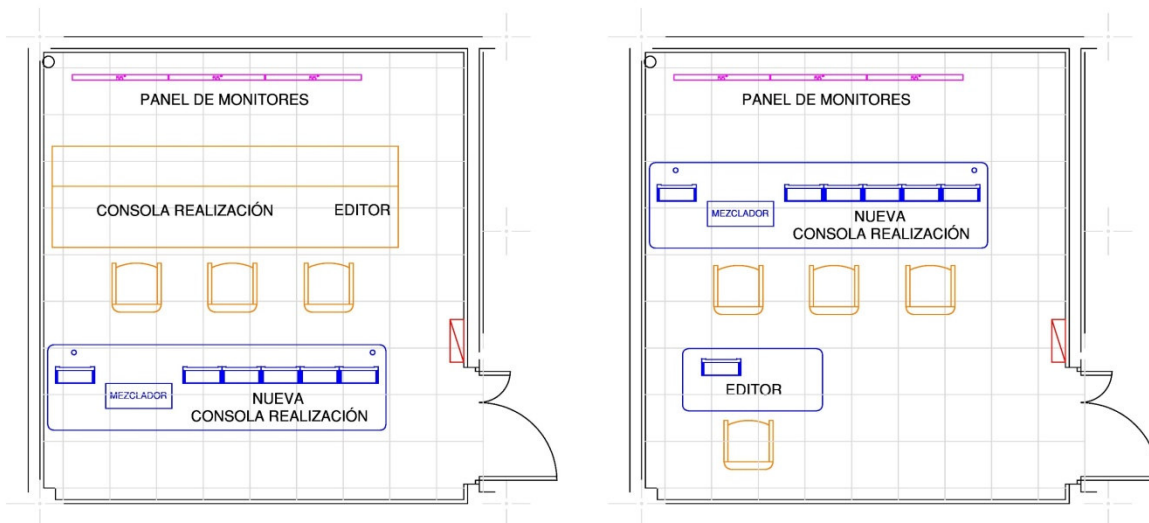 PANEL DE MONITORES
CONSOLA REALIZACIÓN
EDITOR
MEZCLADOR
NUEVA
CONSOLA REALIZACIÓN
PANEL DE MONITORES
MEZCLADOR
NUEVA
CONSOLA REALIZACIÓN
EDITOR